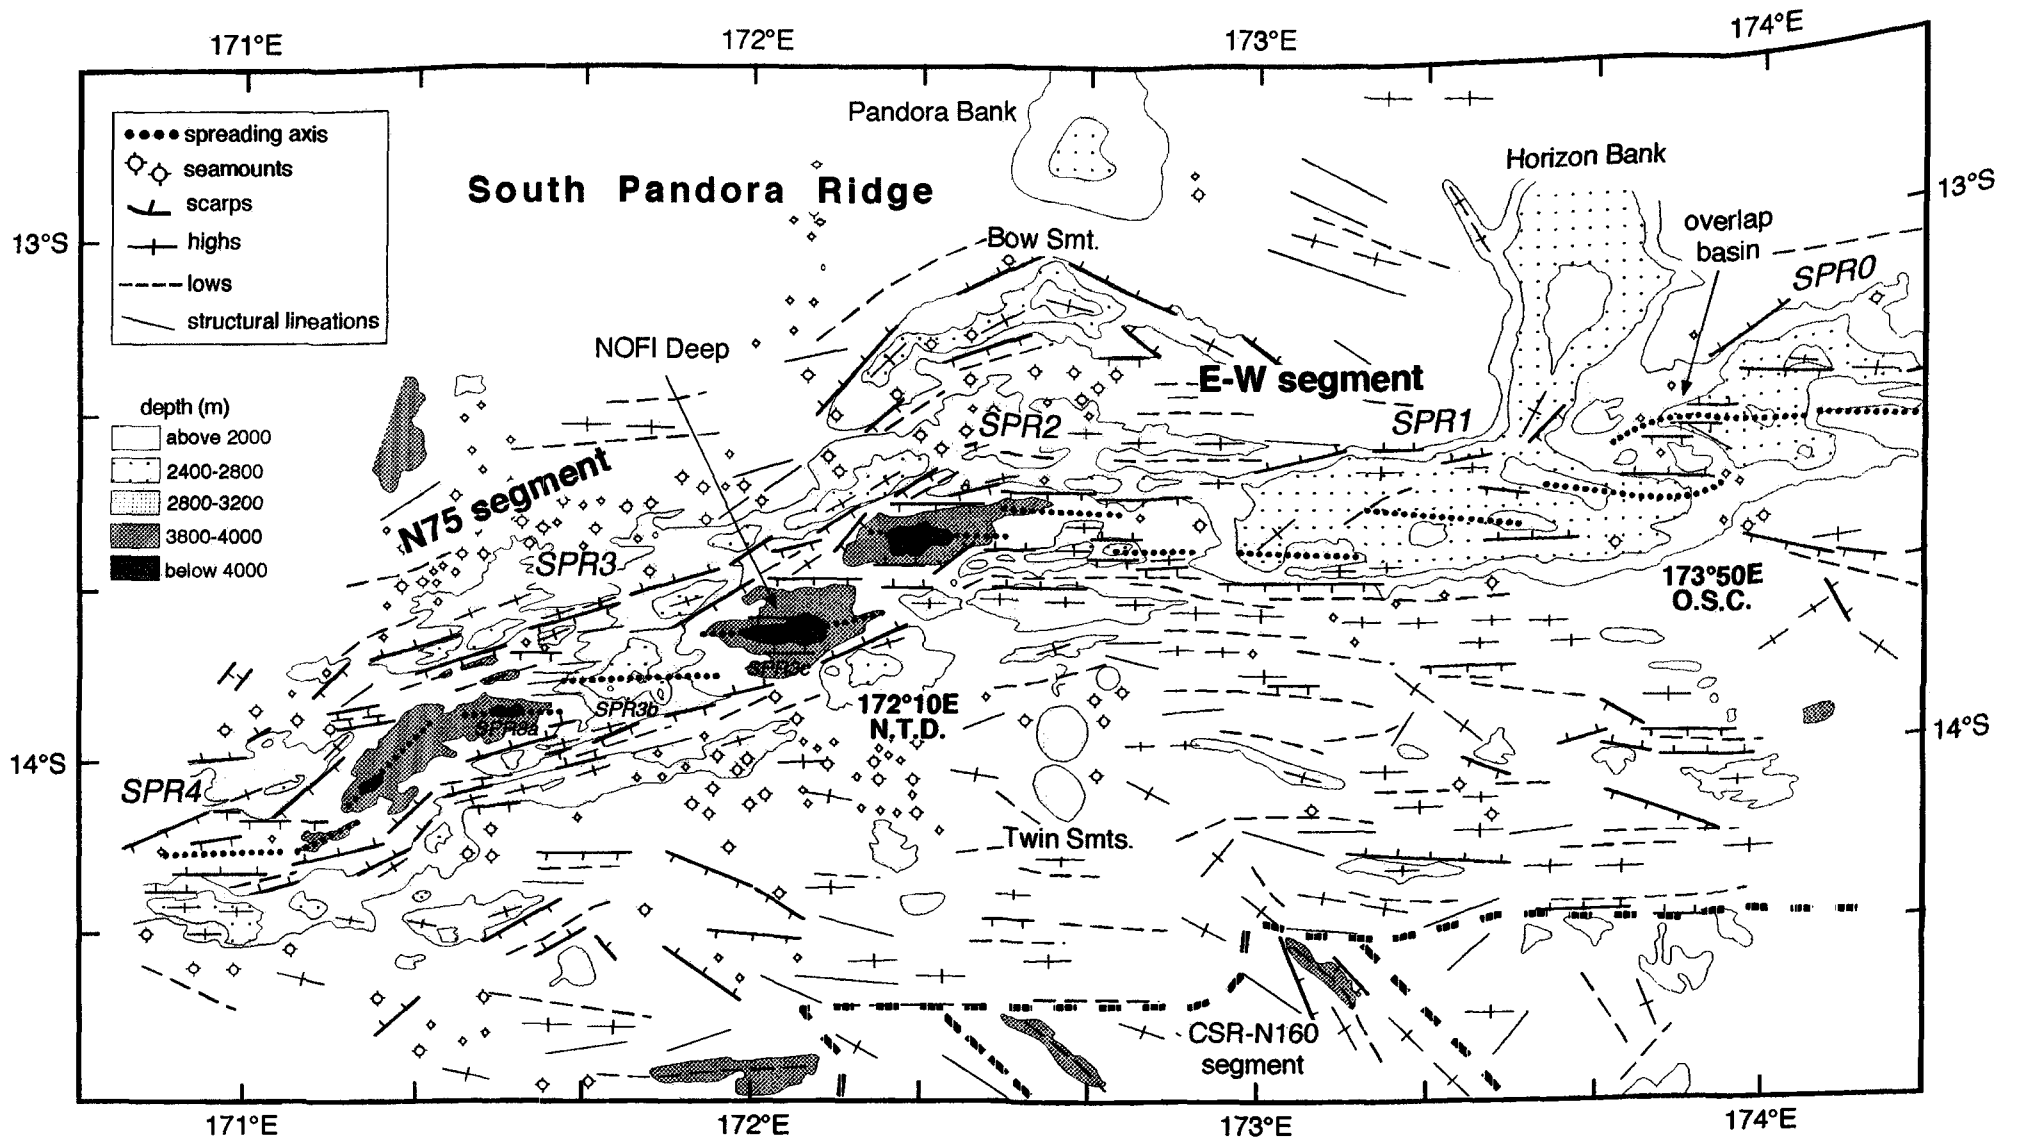 171°E 172°E 173°E 174°E
spreading axis
seamounts
scarps
highs
lows
structural lineations
Pandora Bank
South Pandora Ridge
Horizon Bank
13°S
overlap
basin
13°S
Bow Smt.
SPR0
NOFI Deep
E-W segment
depth (m)
above 2000
2400-2800
2800-3200
3800-4000
below 4000
SPR2
SPR1
N75 segment
SPR3
173°50E
O.S.C.
SPR3c
SPR3b
SPR3a
172°10E
N.T.D.
14°S
14°S
SPR4
Twin Smts.
CSR-N160
segment
171°E 172°E 173°E 174°E